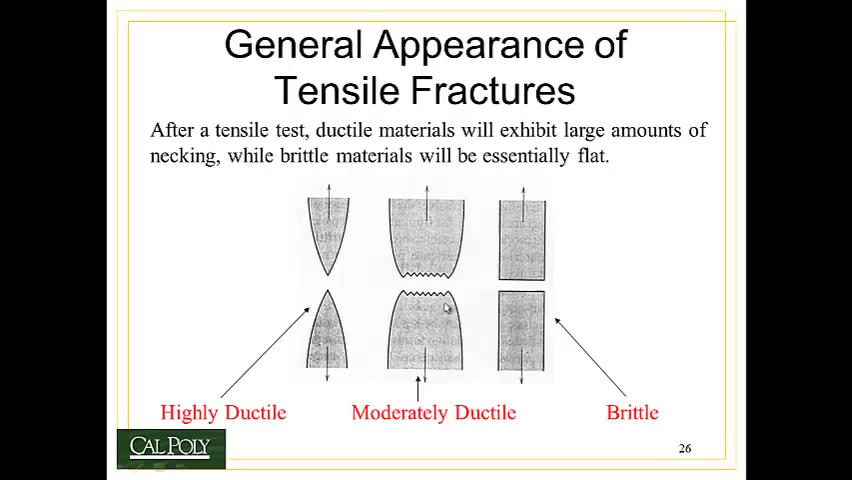 General Appearance of
Tensile Fractures
After a tensile test, ductile materials will exhibit large amounts of
necking, while brittle materials will be essentially flat.
Highly Ductile
Moderately Ductile
Brittle
CAL POLY
26